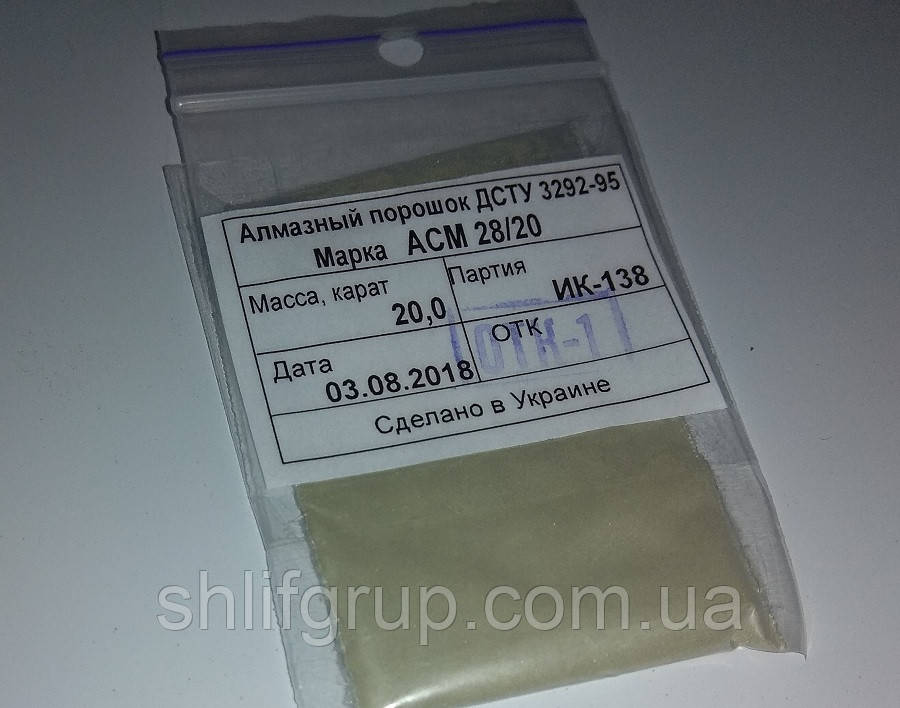 Алмазный порошок ДСТУ 3292-95
Марка АСМ 28/20
Масса, карат 20,0
Партия ИК-138
Дата 03.08.2018
ОТК
ОТК-1
Сделано в Украине
shlifgrup.com.ua